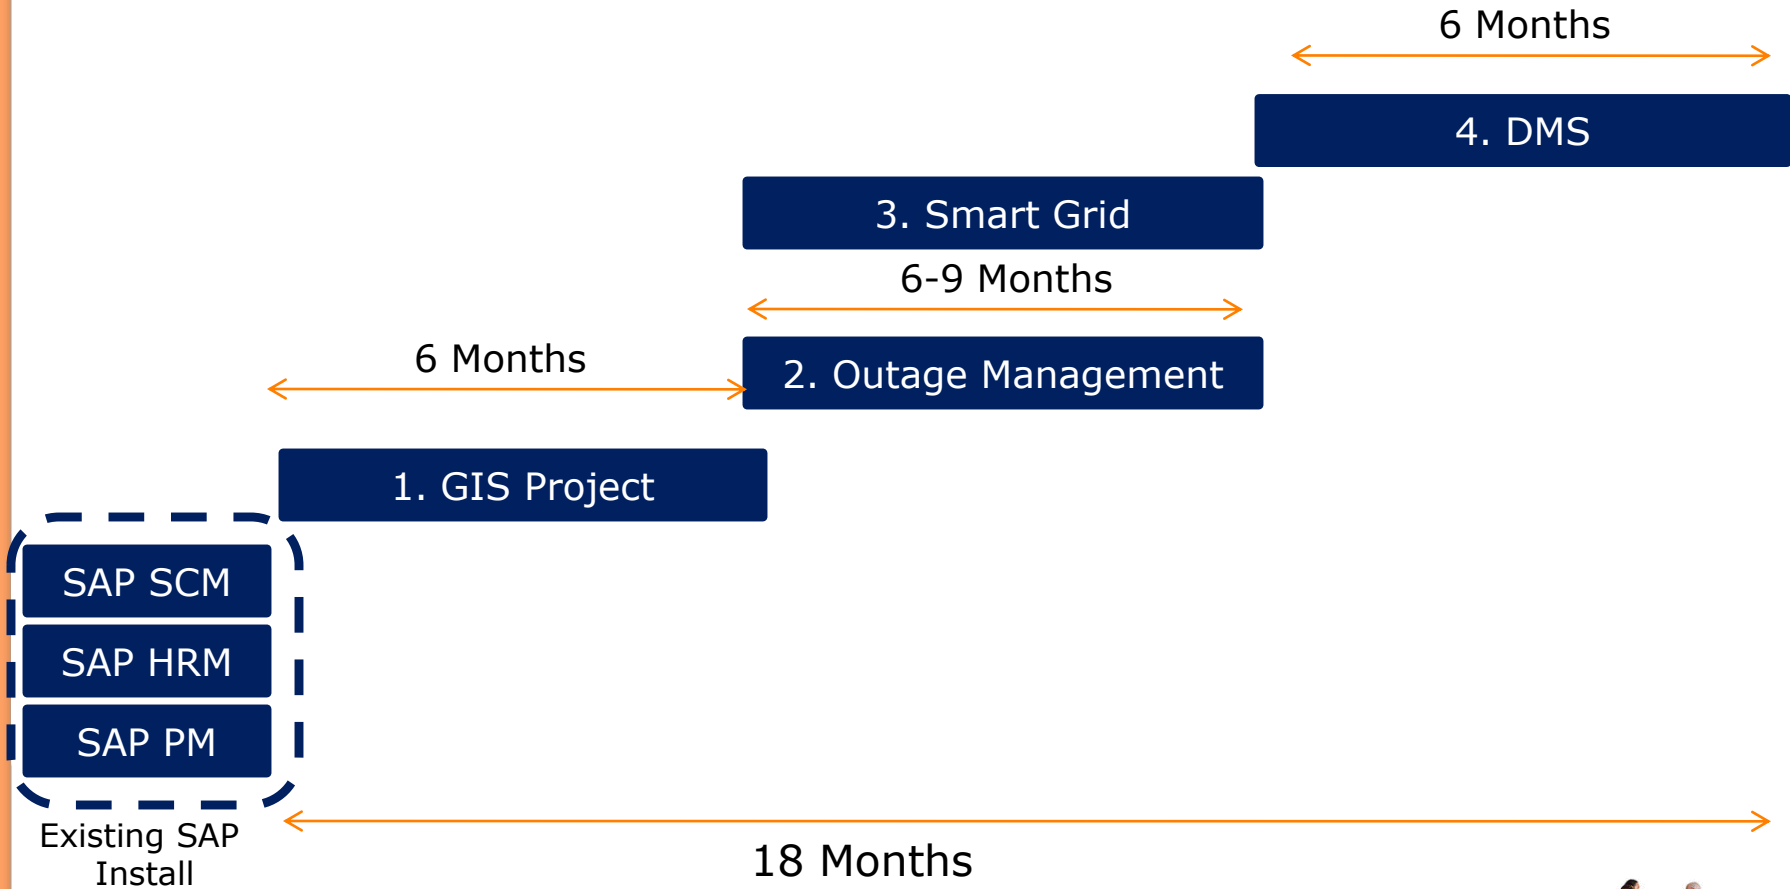 6 Months
4. DMS
3. Smart Grid
6-9 Months
6 Months
2. Outage Management
1. GIS Project
SAP SCM
SAP HRM
SAP PM
Existing SAP
Install
18 Months